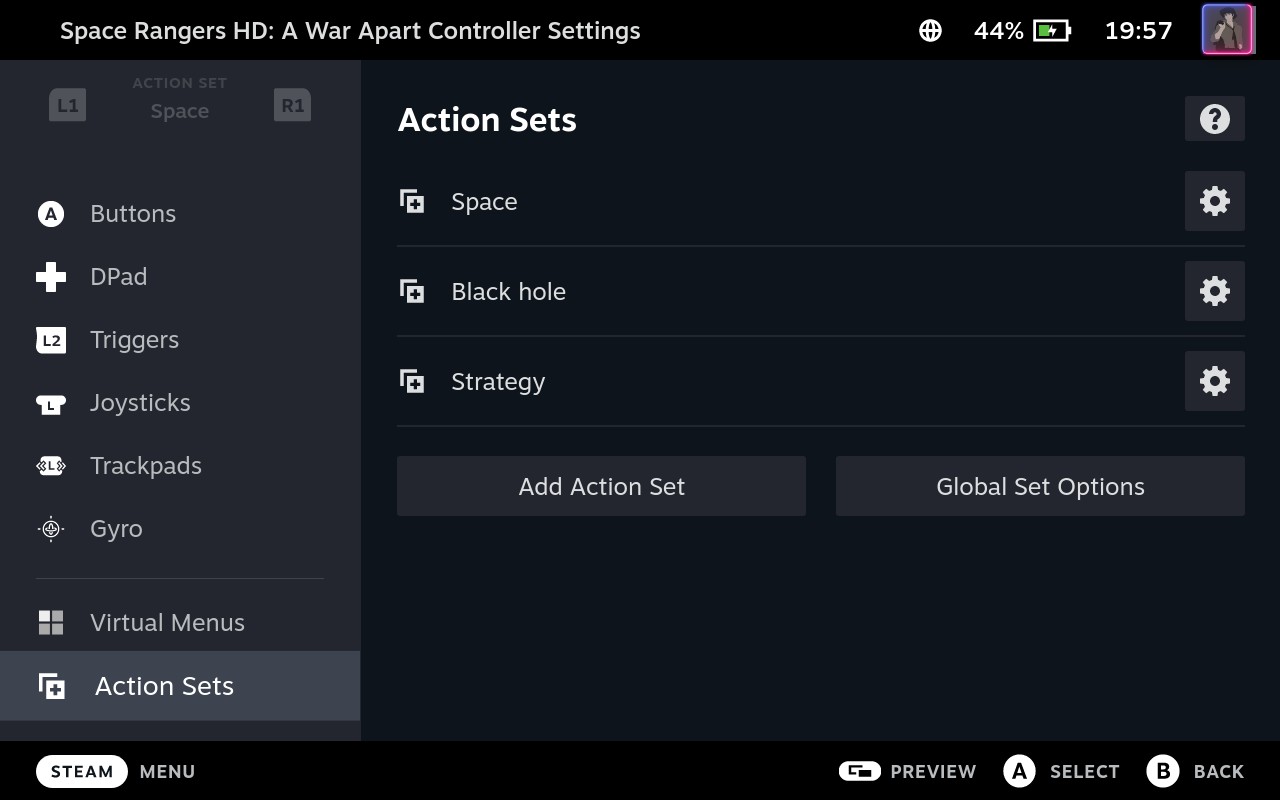 Space Rangers HD: A War Apart Controller Settings
44%
19:57
ACTION SET
L1
Space
R1
Buttons
DPad
Triggers
Joysticks
Trackpads
Gyro
Virtual Menus
Action Sets
A
L2
L
L
Action Sets
?
Space
Black hole
Strategy
Add Action Set
Global Set Options
STEAM MENU
PREVIEW
A SELECT
B BACK